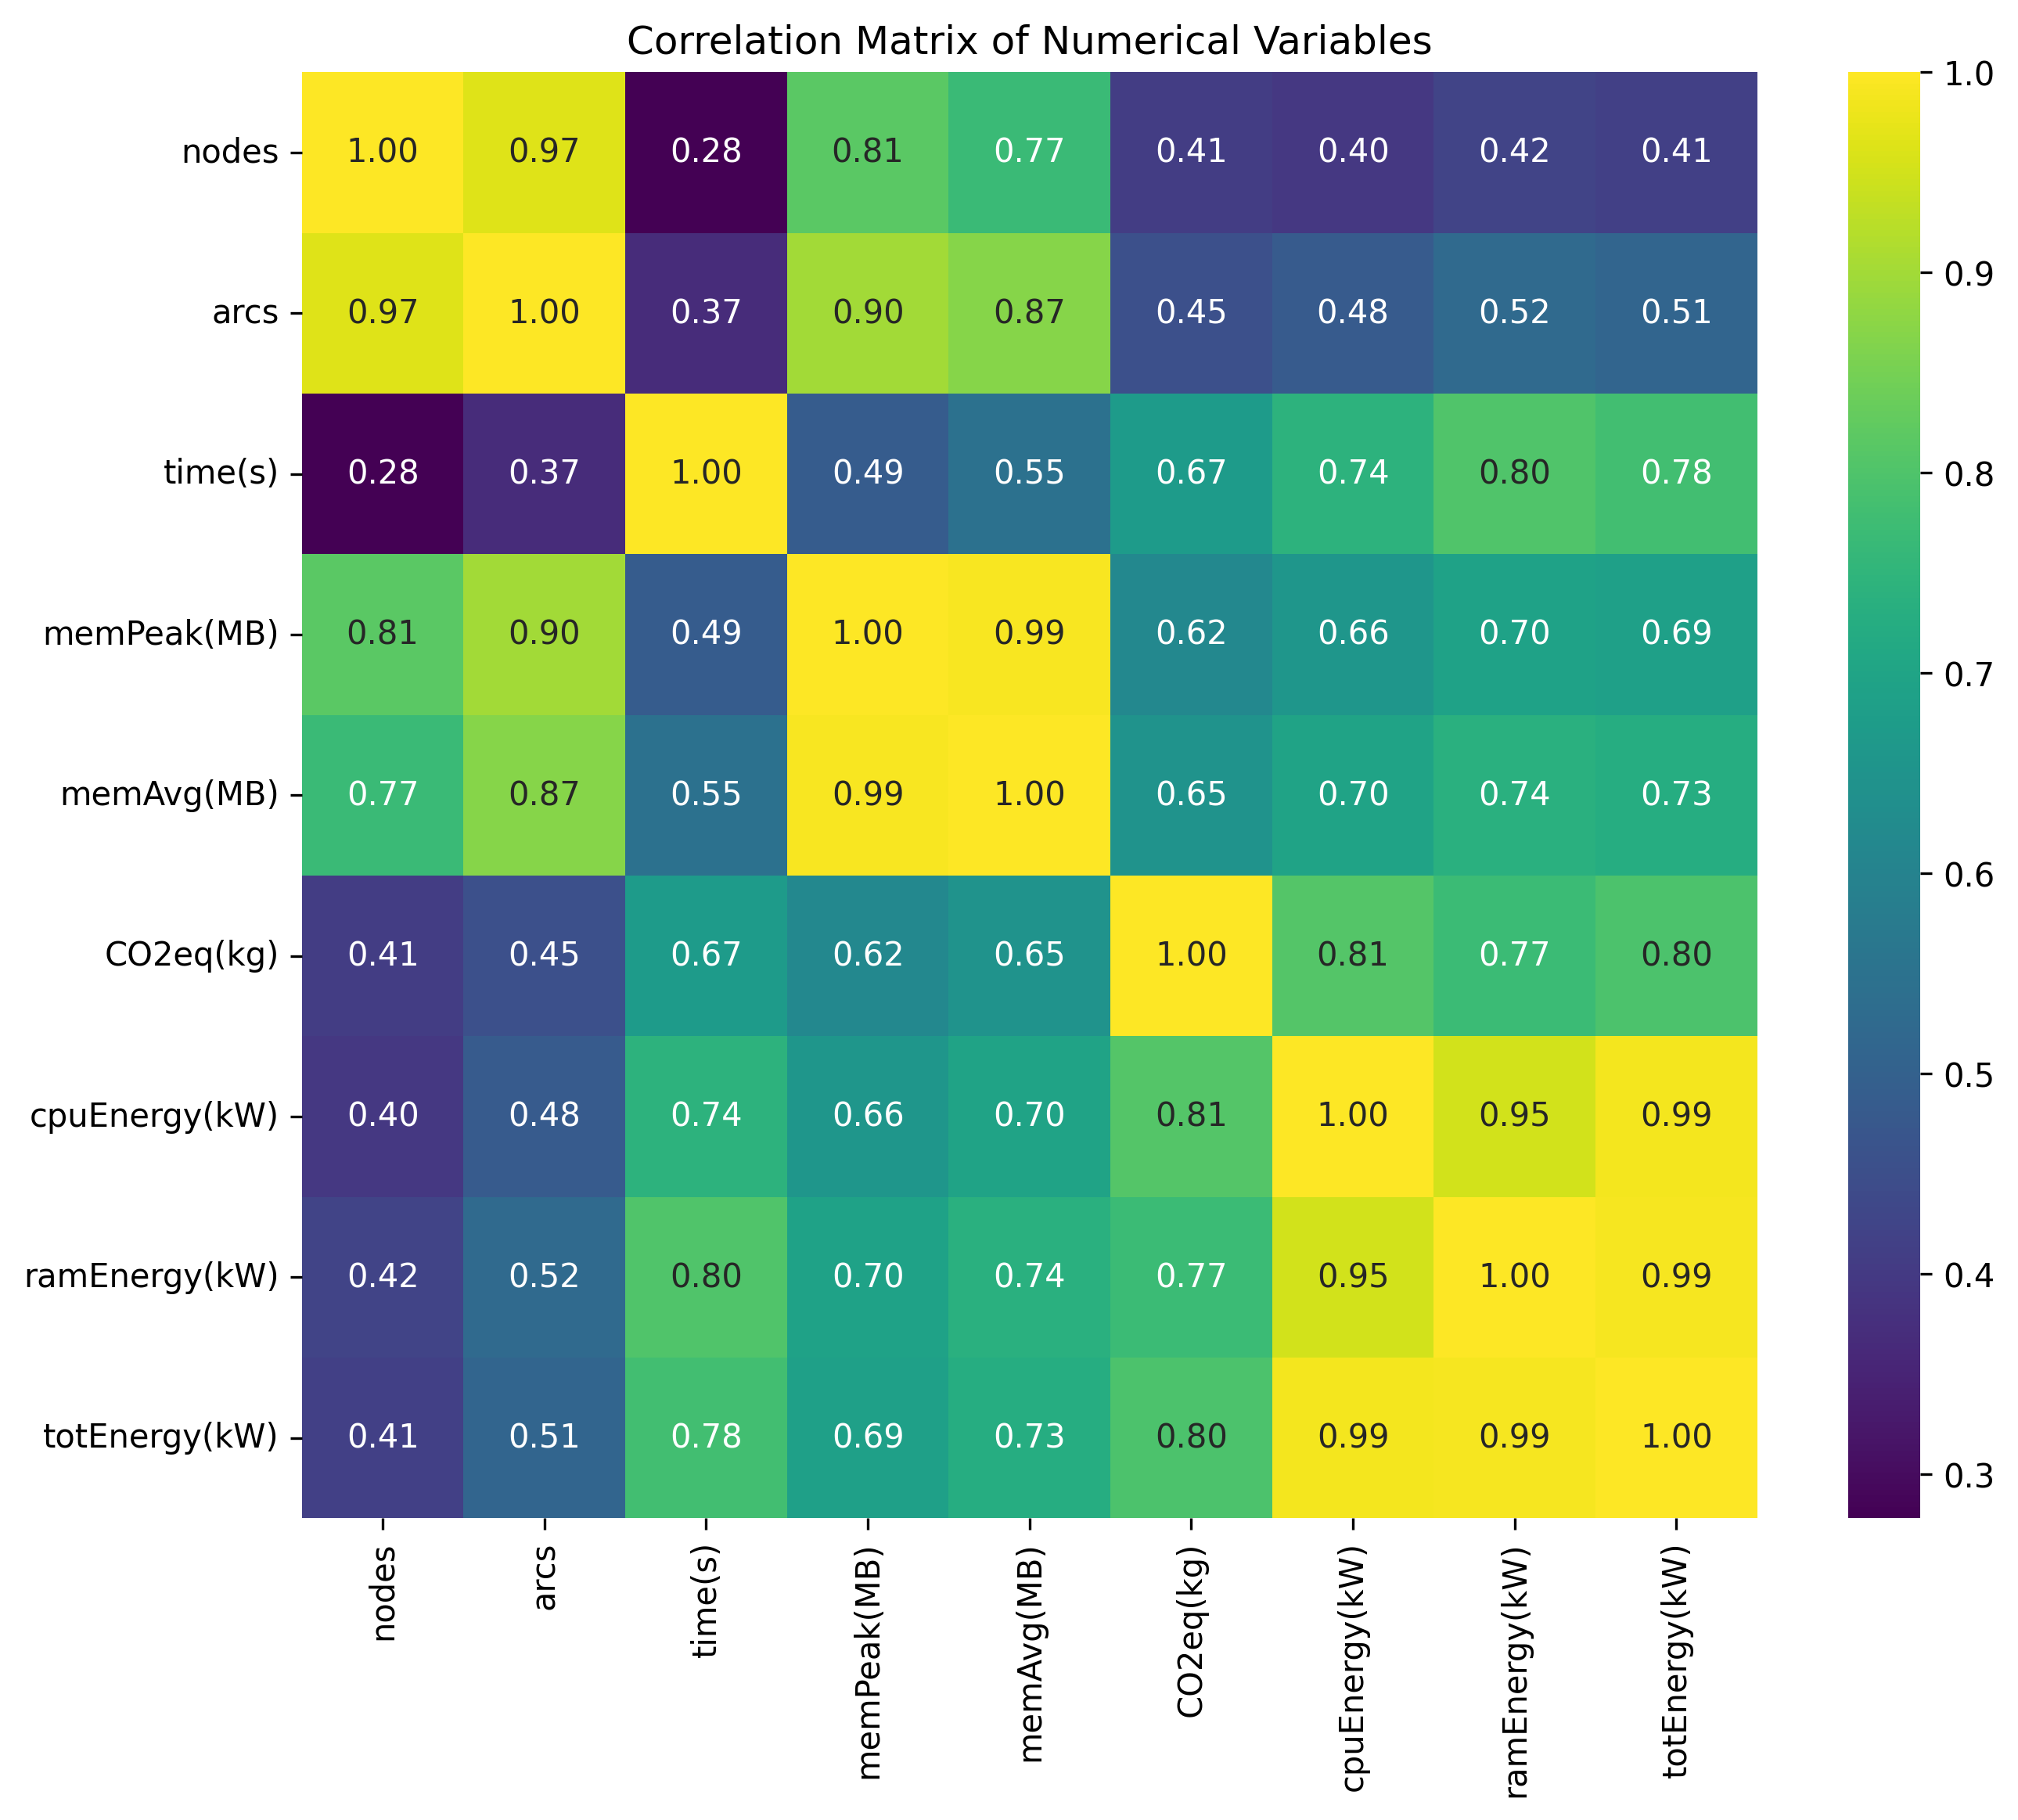 Correlation Matrix of Numerical Variables
nodes 1.00 0.97 0.28 0.81 0.77 0.41 0.40 0.42 0.41
arcs 0.97 1.00 0.37 0.90 0.87 0.45 0.48 0.52 0.51
time(s) 0.28 0.37 1.00 0.49 0.55 0.67 0.74 0.80 0.78
memPeak(MB) 0.81 0.90 0.49 1.00 0.99 0.62 0.66 0.70 0.69
memAvg(MB) 0.77 0.87 0.55 0.99 1.00 0.65 0.70 0.74 0.73
CO2eq(kg) 0.41 0.45 0.67 0.62 0.65 1.00 0.81 0.77 0.80
cpuEnergy(kW) 0.40 0.48 0.74 0.66 0.70 0.81 1.00 0.95 0.99
ramEnergy(kW) 0.42 0.52 0.80 0.70 0.74 0.77 0.95 1.00 0.99
totEnergy(kW) 0.41 0.51 0.78 0.69 0.73 0.80 0.99 0.99 1.00
nodes
arcs
time(s)
memPeak(MB)
memAvg(MB)
CO2eq(kg)
cpuEnergy(kW)
ramEnergy(kW)
totEnergy(kW)
1.0
0.9
0.8
0.7
0.6
0.5
0.4
0.3